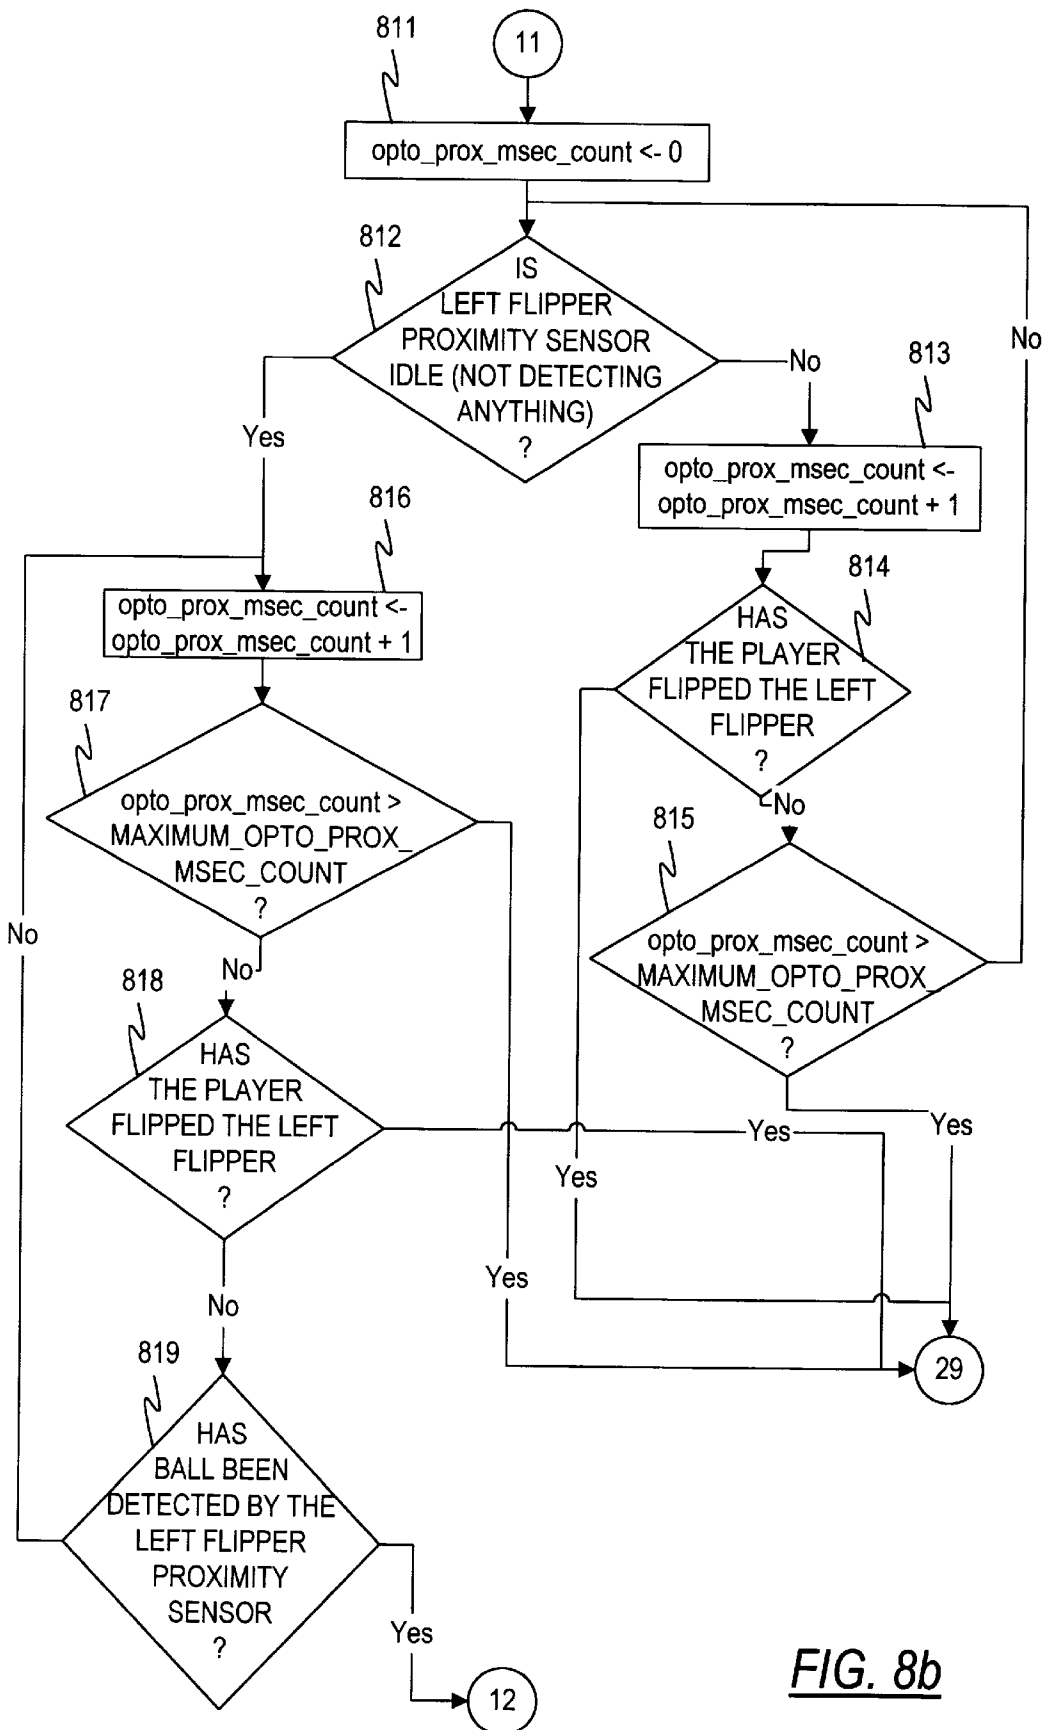 811
11
opto_prox_msec_count <- 0
812
IS
LEFT FLIPPER
PROXIMITY SENSOR
IDLE (NOT DETECTING
ANYTHING)
?
No
No
813
Yes
opto_prox_msec_count <-
opto_prox_msec_count + 1
816
opto_prox_msec_count <-
opto_prox_msec_count + 1
814
HAS
THE PLAYER
FLIPPED THE LEFT
FLIPPER
?
No
817
opto_prox_msec_count >
MAXIMUM_OPTO_PROX_
MSEC_COUNT
?
No
815
opto_prox_msec_count >
MAXIMUM_OPTO_PROX_
MSEC_COUNT
?
No
818
HAS
THE PLAYER
FLIPPED THE LEFT
FLIPPER
?
Yes
Yes
Yes
Yes
No
29
819
HAS
BALL BEEN
DETECTED BY THE
LEFT FLIPPER
PROXIMITY
SENSOR
?
Yes
12
FIG. 8b